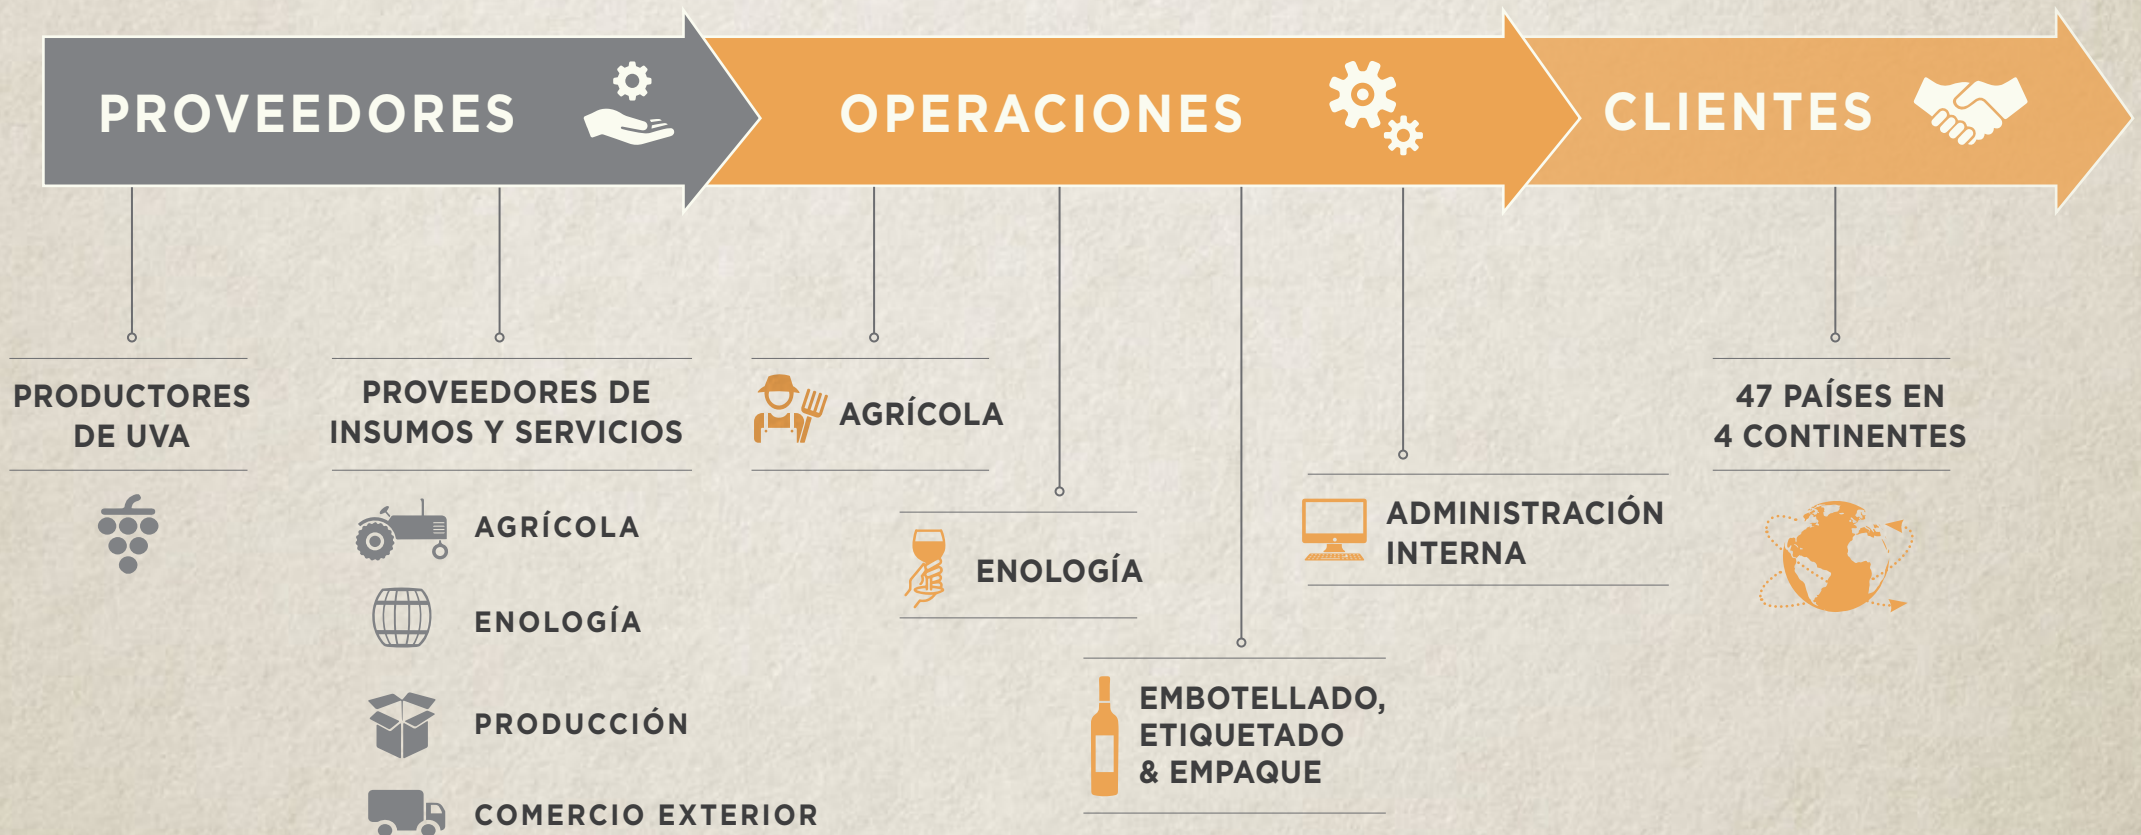 PROVEEDORES
OPERACIONES
CLIENTES
PRODUCTORES
DE UVA
PROVEEDORES DE
INSUMOS Y SERVICIOS
AGRÍCOLA
ENOLOGÍA
PRODUCCIÓN
COMERCIO EXTERIOR
AGRÍCOLA
ENOLOGÍA
EMBOTELLADO,
ETIQUETADO
& EMPAQUE
ADMINISTRACIÓN
INTERNA
47 PAÍSES EN
4 CONTINENTES